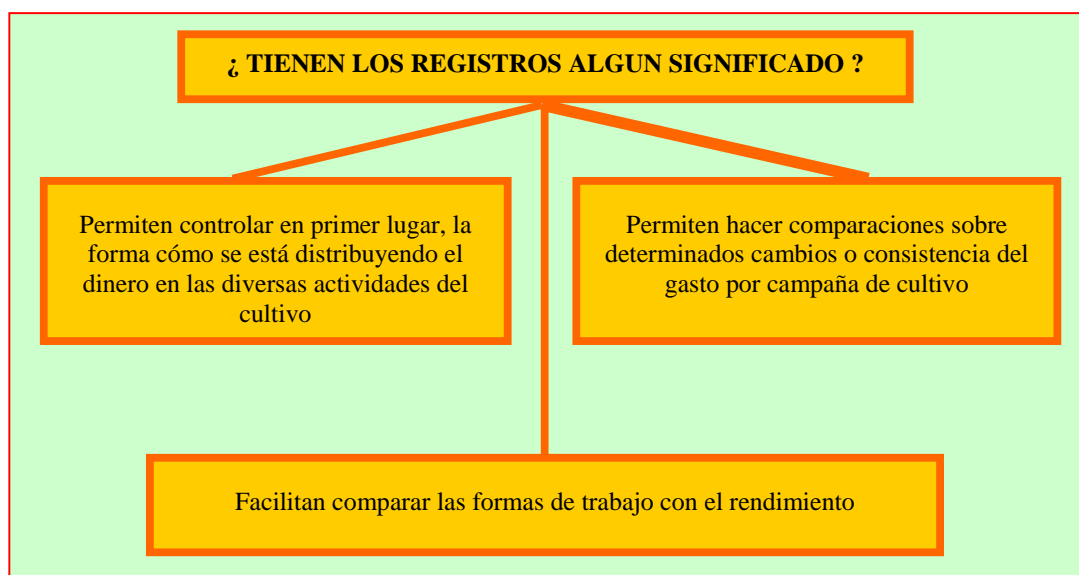 ¿ TIENEN LOS REGISTROS ALGUN SIGNIFICADO ?
Permiten controlar en primer lugar, la
forma cómo se está distribuyendo el
dinero en las diversas actividades del
cultivo
Permiten hacer comparaciones sobre
determinados cambios o consistencia del
gasto por campaña de cultivo
Facilitan comparar las formas de trabajo con el rendimiento